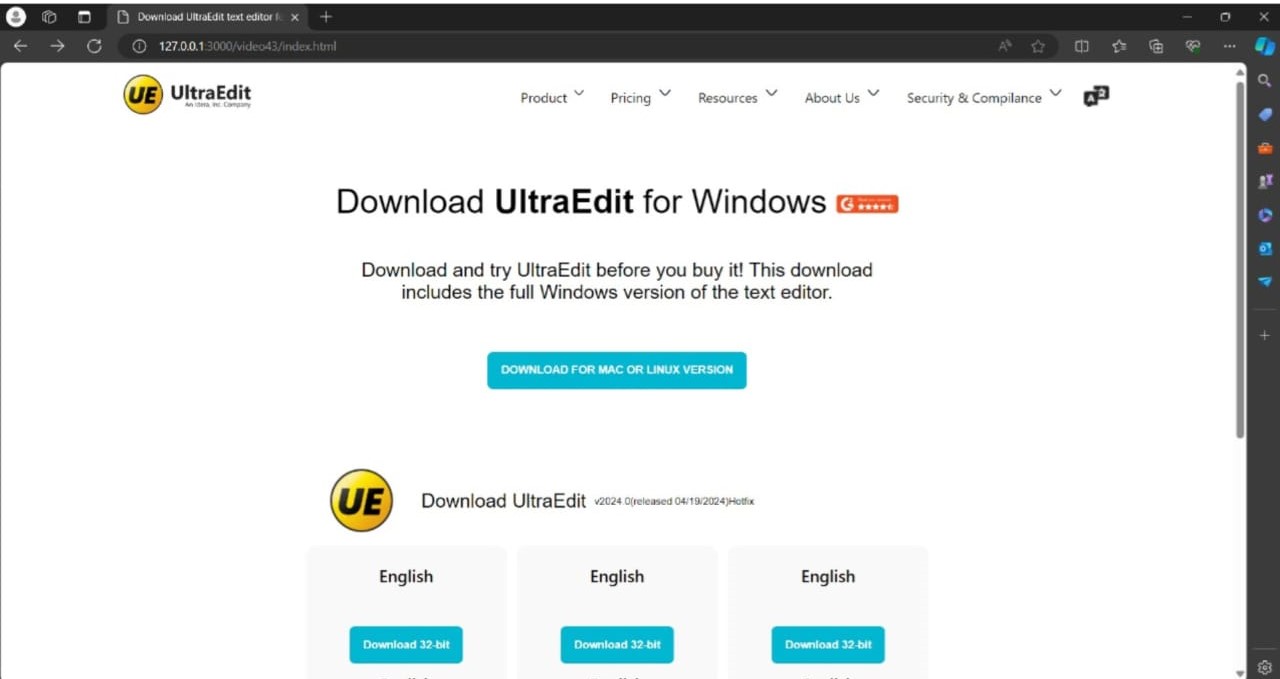 Download UltraEdit text editor f
127.0.0.1:3000/video43/index.html
UE UltraEdit
An Idera, Inc. Company
Product Pricing Resources About Us Security & Compilance
Download UltraEdit for Windows
Download and try UltraEdit before you buy it! This download
includes the full Windows version of the text editor.
DOWNLOAD FOR MAC OR LINUX VERSION
UE Download UltraEdit v2024.0(released 04/19/2024)Hotfix
English English English
Download 32-bit Download 32-bit Download 32-bit